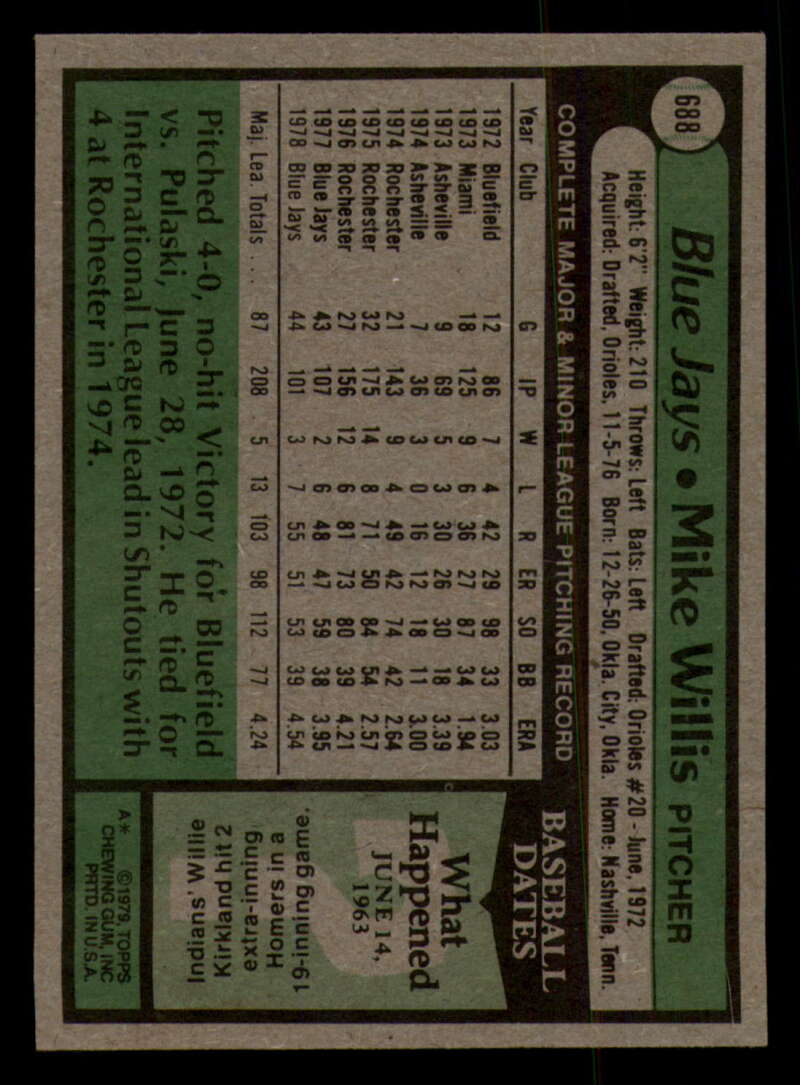 688
Blue Jays • Mike Willis PITCHER
Height: 6'2" Weight: 210 Throws: Left Bats: Left Drafted: Orioles #20 - June, 1972
Acquired: Drafted, Orioles, 11-5-76 Born: 12-26-50, Okla. City, Okla. Home: Nashville, Tenn.
COMPLETE MAJOR & MINOR LEAGUE PITCHING RECORD
Year Club G IP W L R ER SO BB ERA
1972 Bluefield 12 86 7 4 42 29 98 33 3.03
1973 Miami 18 125 9 6 36 27 87 34 1.94
1973 Asheville 9 69 5 3 30 26 30 18 3.39
1974 Asheville 7 36 3 0 16 12 18 11 3.00
1974 Rochester 21 143 9 4 49 42 74 42 2.64
1975 Rochester 32 175 14 8 71 50 94 54 2.57
1976 Rochester 27 156 12 6 81 73 80 39 4.21
1977 Blue Jays 43 107 2 6 48 47 59 38 3.95
1978 Blue Jays 44 101 3 7 55 51 53 39 4.54
Maj. Lea. Totals . . . 87 208 5 13 103 98 112 77 4.24
Pitched 4-0, no-hit Victory for Bluefield
vs. Pulaski, June 28, 1972. He tied for
International League lead in Shutouts with
4 at Rochester in 1974.
BASEBALL
DATES
What
Happened
JUNE 14,
1963
Indians' Willie
Kirkland hit 2
extra-inning
Homers in a
19-inning game.
A* ©1979, TOPPS
CHEWING GUM, INC
PRTD. IN U.S.A.